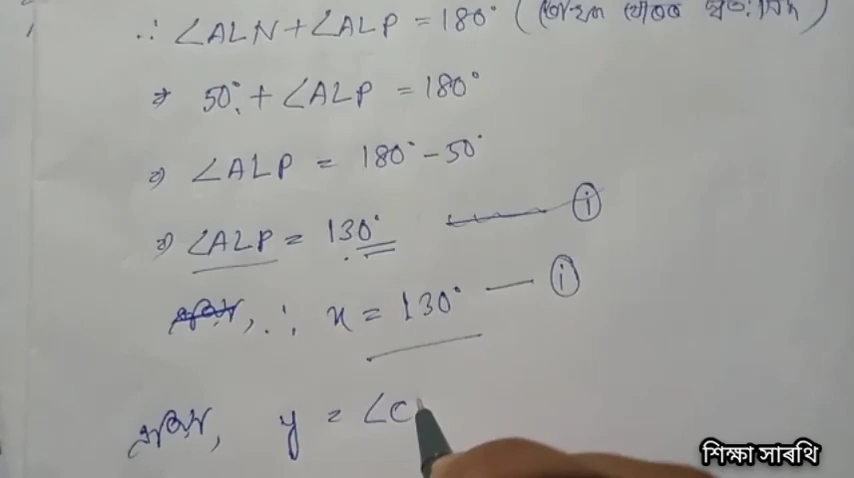 ∴ ∠ALN + ∠ALP = 180° (
⇒ 50° + ∠ALP = 180°
⇒ ∠ALP = 180° - 50°
⇒ ∠ALP = 130° —— ⓘ
∴ x = 130° — ⓘ
y = ∠C
শিক্ষা সাৰথি